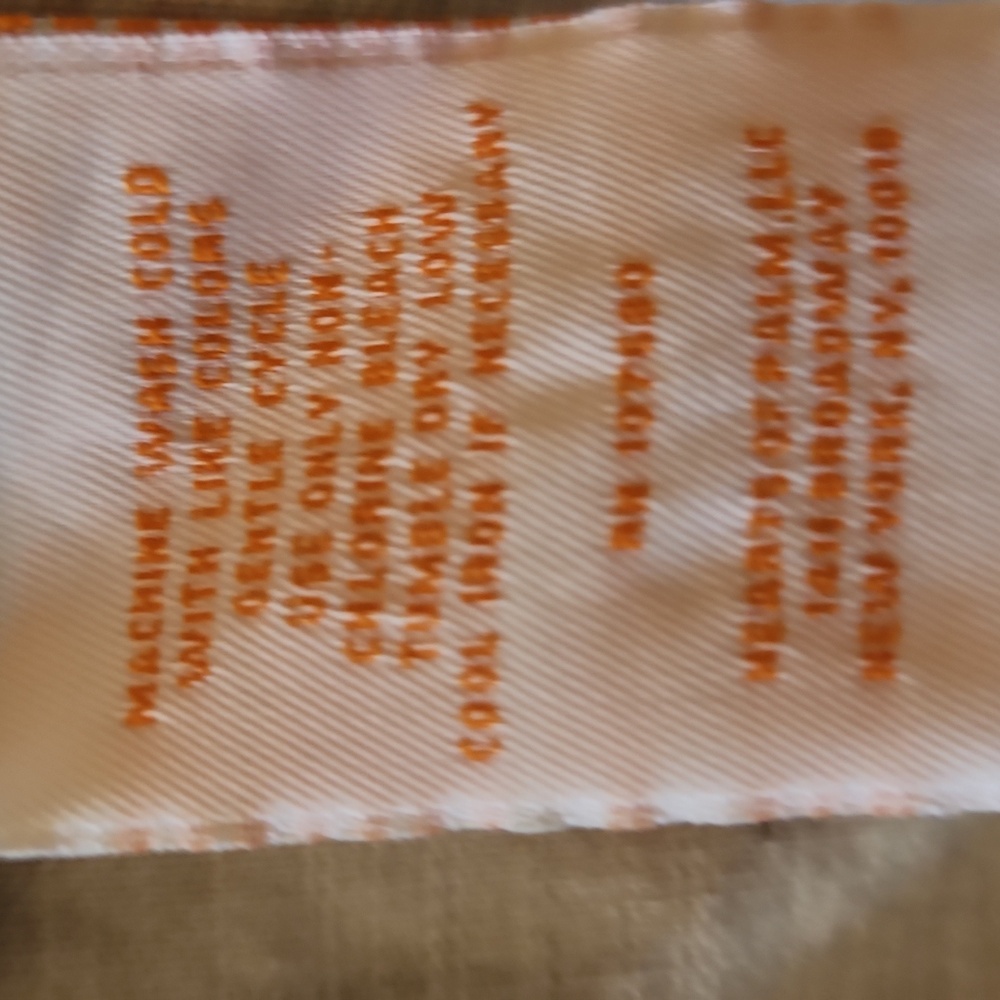 MACHINE WASH COLD
WITH LIKE COLORS
GENTLE CYCLE
USE ONLY NON-
CHLORINE BLEACH
TUMBLE DRY LOW
COOL IRON IF NECESSARY
RN 107580
HEARTS OF PALM, LLC
1411 BROADWAY
NEW YORK, NY, 10018